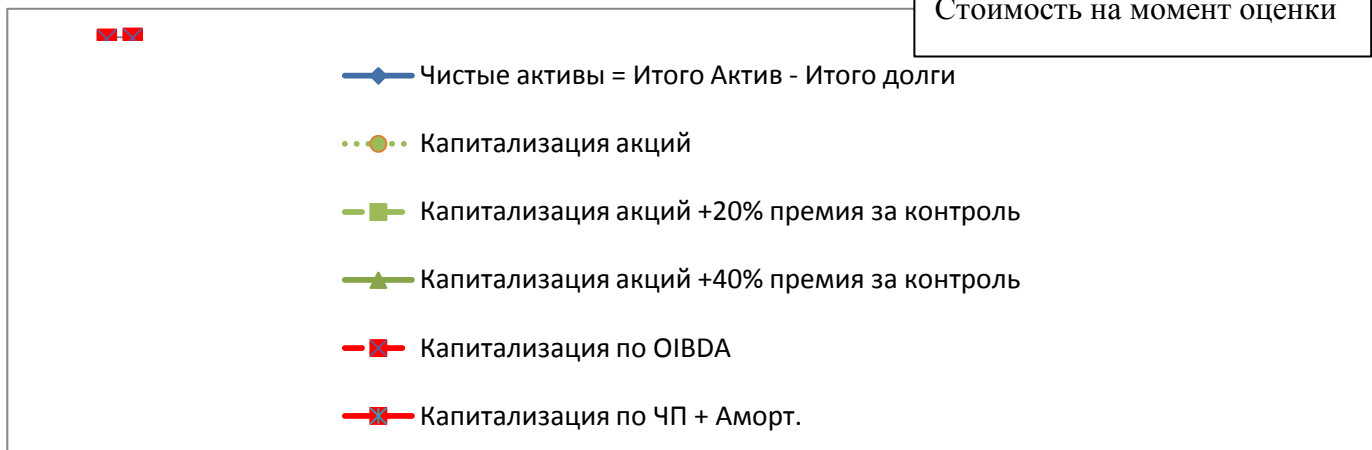 Стоимость на момент оценки
Чистые активы = Итого Актив - Итого долги
Капитализация акций
Капитализация акций +20% премия за контроль
Капитализация акций +40% премия за контроль
Капитализация по OIBDA
Капитализация по ЧП + Аморт.